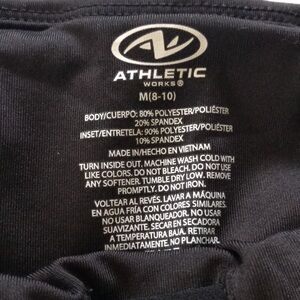 ATHLETIC
WORKS®
M(8-10)
BODY/CUERPO: 80% POLYESTER/POLIÉSTER
20% SPANDEX
INSET/ENTRETELA: 90% POLYESTER/POLIÉSTER
10% SPANDEX
MADE IN/HECHO EN VIETNAM
TURN INSIDE OUT. MACHINE WASH COLD WITH
LIKE COLORS. DO NOT BLEACH. DO NOT USE
ANY SOFTENER. TUMBLE DRY LOW. REMOVE
PROMPTLY. DO NOT IRON.
VOLTEAR AL REVÉS. LAVAR A MÁQUINA
EN AGUA FRÍA CON COLORES SIMILARES.
NO USAR BLANQUEADOR. NO USAR
SUAVIZANTE. SECAR EN SECADORA
A TEMPERATURA BAJA. RETIRAR
INMEDIATAMENTE. NO PLANCHAR.